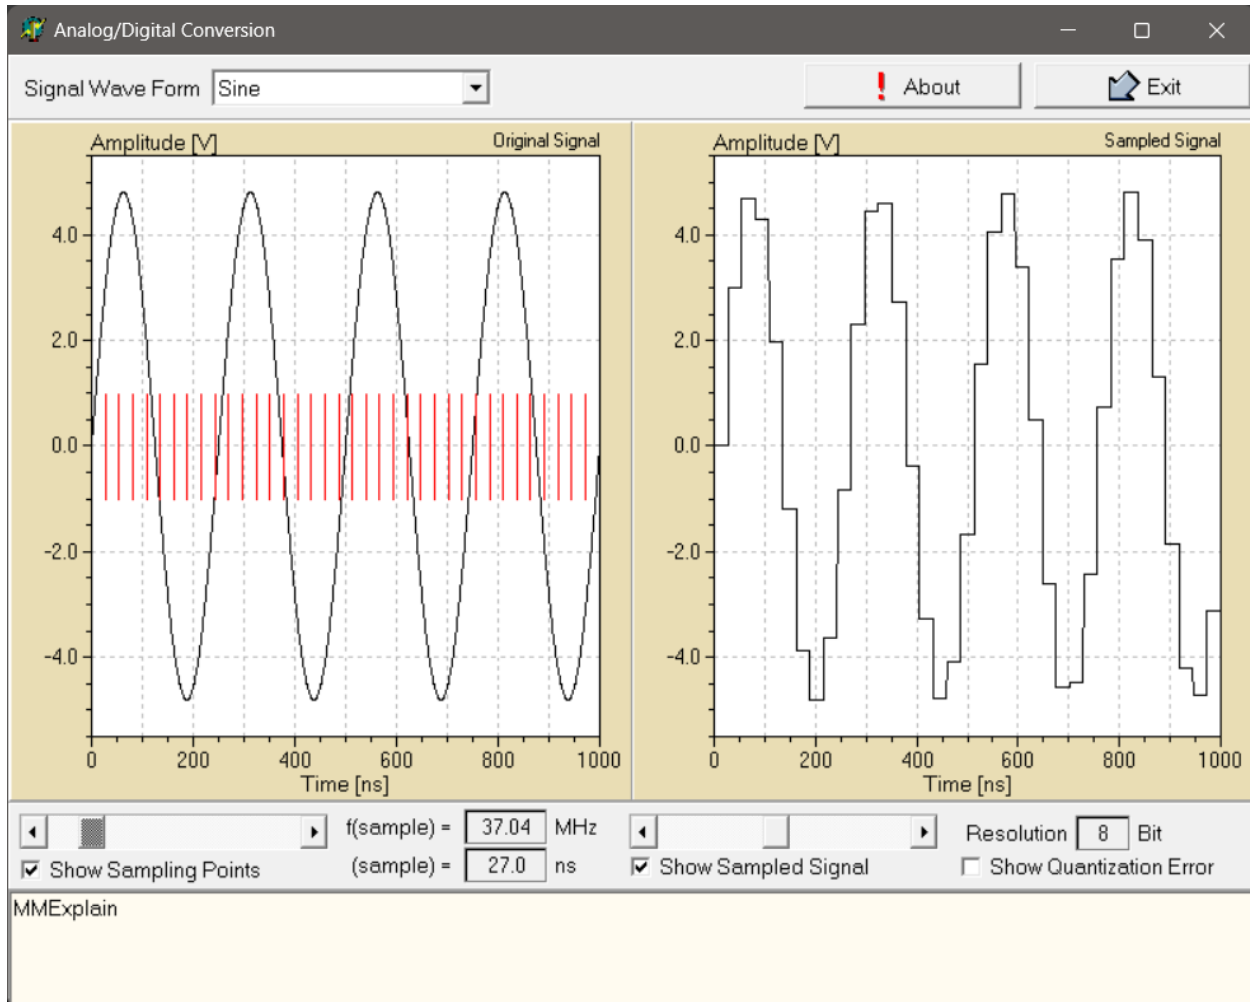 Analog/Digital Conversion
Signal Wave Form Sine
About
Exit
Amplitude [V] Original Signal
4.0
2.0
0.0
-2.0
-4.0
0 200 400 600 800 1000
Time [ns]
Amplitude [V] Sampled Signal
4.0
2.0
0.0
-2.0
-4.0
0 200 400 600 800 1000
Time [ns]
f(sample) = 37.04 MHz
Show Sampling Points
(sample) = 27.0 ns
Resolution 8 Bit
Show Sampled Signal
Show Quantization Error
MMExplain